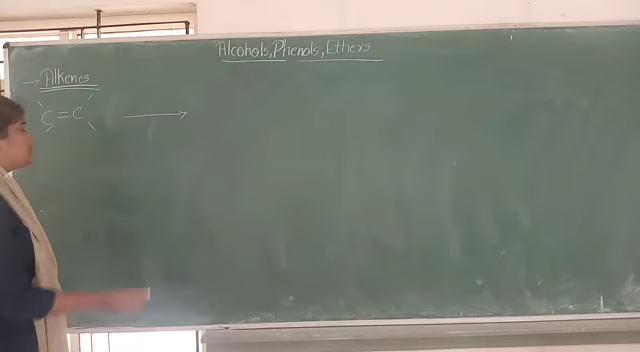 Alcohols, Phenols, Ethers
→ Alkenes
C=C →